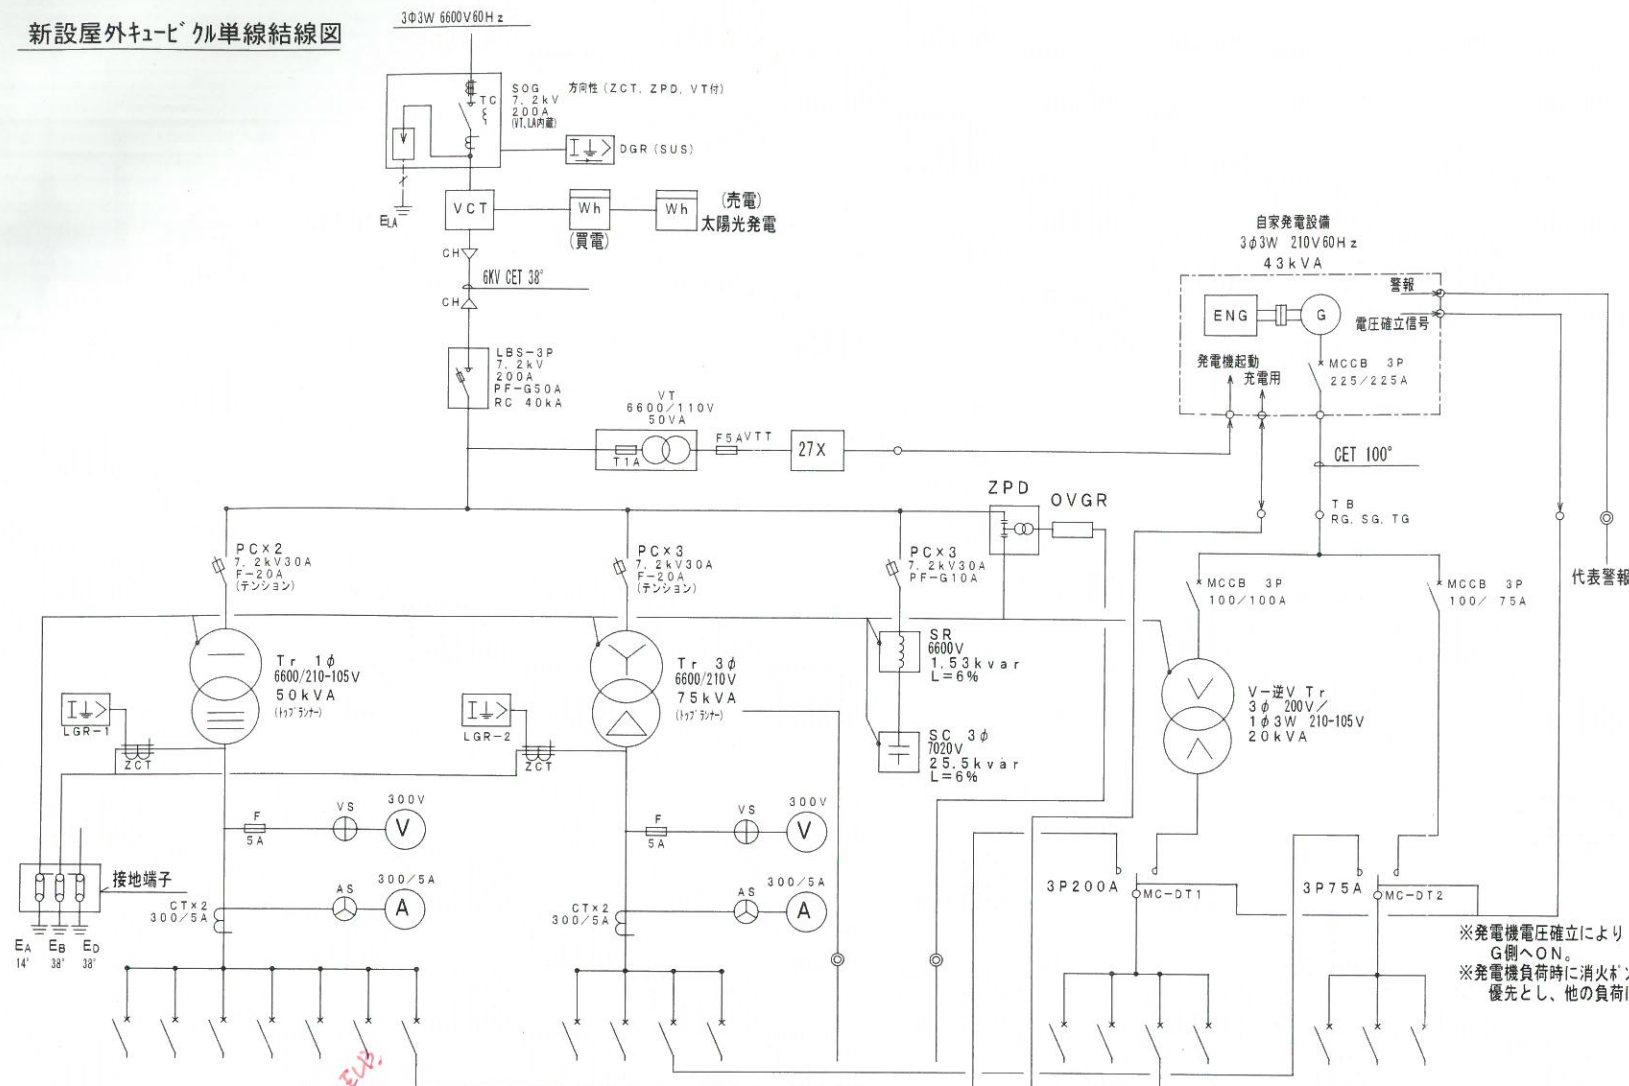 新設屋外キュービクル単線結線図
3Φ3W 6600V60Hz
SOG 方向性(ZCT、ZPD、VT付)
7.2kV
200A
(VT,LA内蔵)
TC
I
DGR(SUS)
ELA
VCT
Wh
Wh
(売電)
太陽光発電
(買電)
CH
6KV CET 38°
CH
LBS-3P
7.2kV
200A
PF-G50A
RC 40kA
VT
6600/110V
50VA
T1A
F5A
VTT
27X
自家発電設備
3φ3W 210V60Hz
43kVA
ENG
G
警報
電圧確立信号
発電機起動
充電用
MCCB 3P
225/225A
CET 100°
TB
RG.SG.TG
代表警報
ZPD
OVGR
PC×2
7.2kV30A
F-20A
(テンション)
PC×3
7.2kV30A
F-20A
(テンション)
PC×3
7.2kV30A
PF-G10A
MCCB 3P
100/100A
MCCB 3P
100/ 75A
Tr 1φ
6600/210-105V
50kVA
(トップランナー)
Tr 3φ
6600/210V
75kVA
(トップランナー)
SR
6600V
1.53kvar
L=6%
SC 3φ
7020V
25.5kvar
L=6%
V-逆V Tr
3φ 200V/
1φ3W 210-105V
20kVA
I
LGR-1
ZCT
I
LGR-2
ZCT
F
5A
VS
300V
V
F
5A
VS
300V
V
接地端子
CT×2
300/5A
AS
300/5A
A
CT×2
300/5A
AS
300/5A
A
EA
14°
EB
38°
ED
38°
3P200A
MC-DT1
3P75A
MC-DT2
※発電機電圧確立により
G側へON。
※発電機負荷時に消火ポン
優先とし、他の負荷は
ELB.